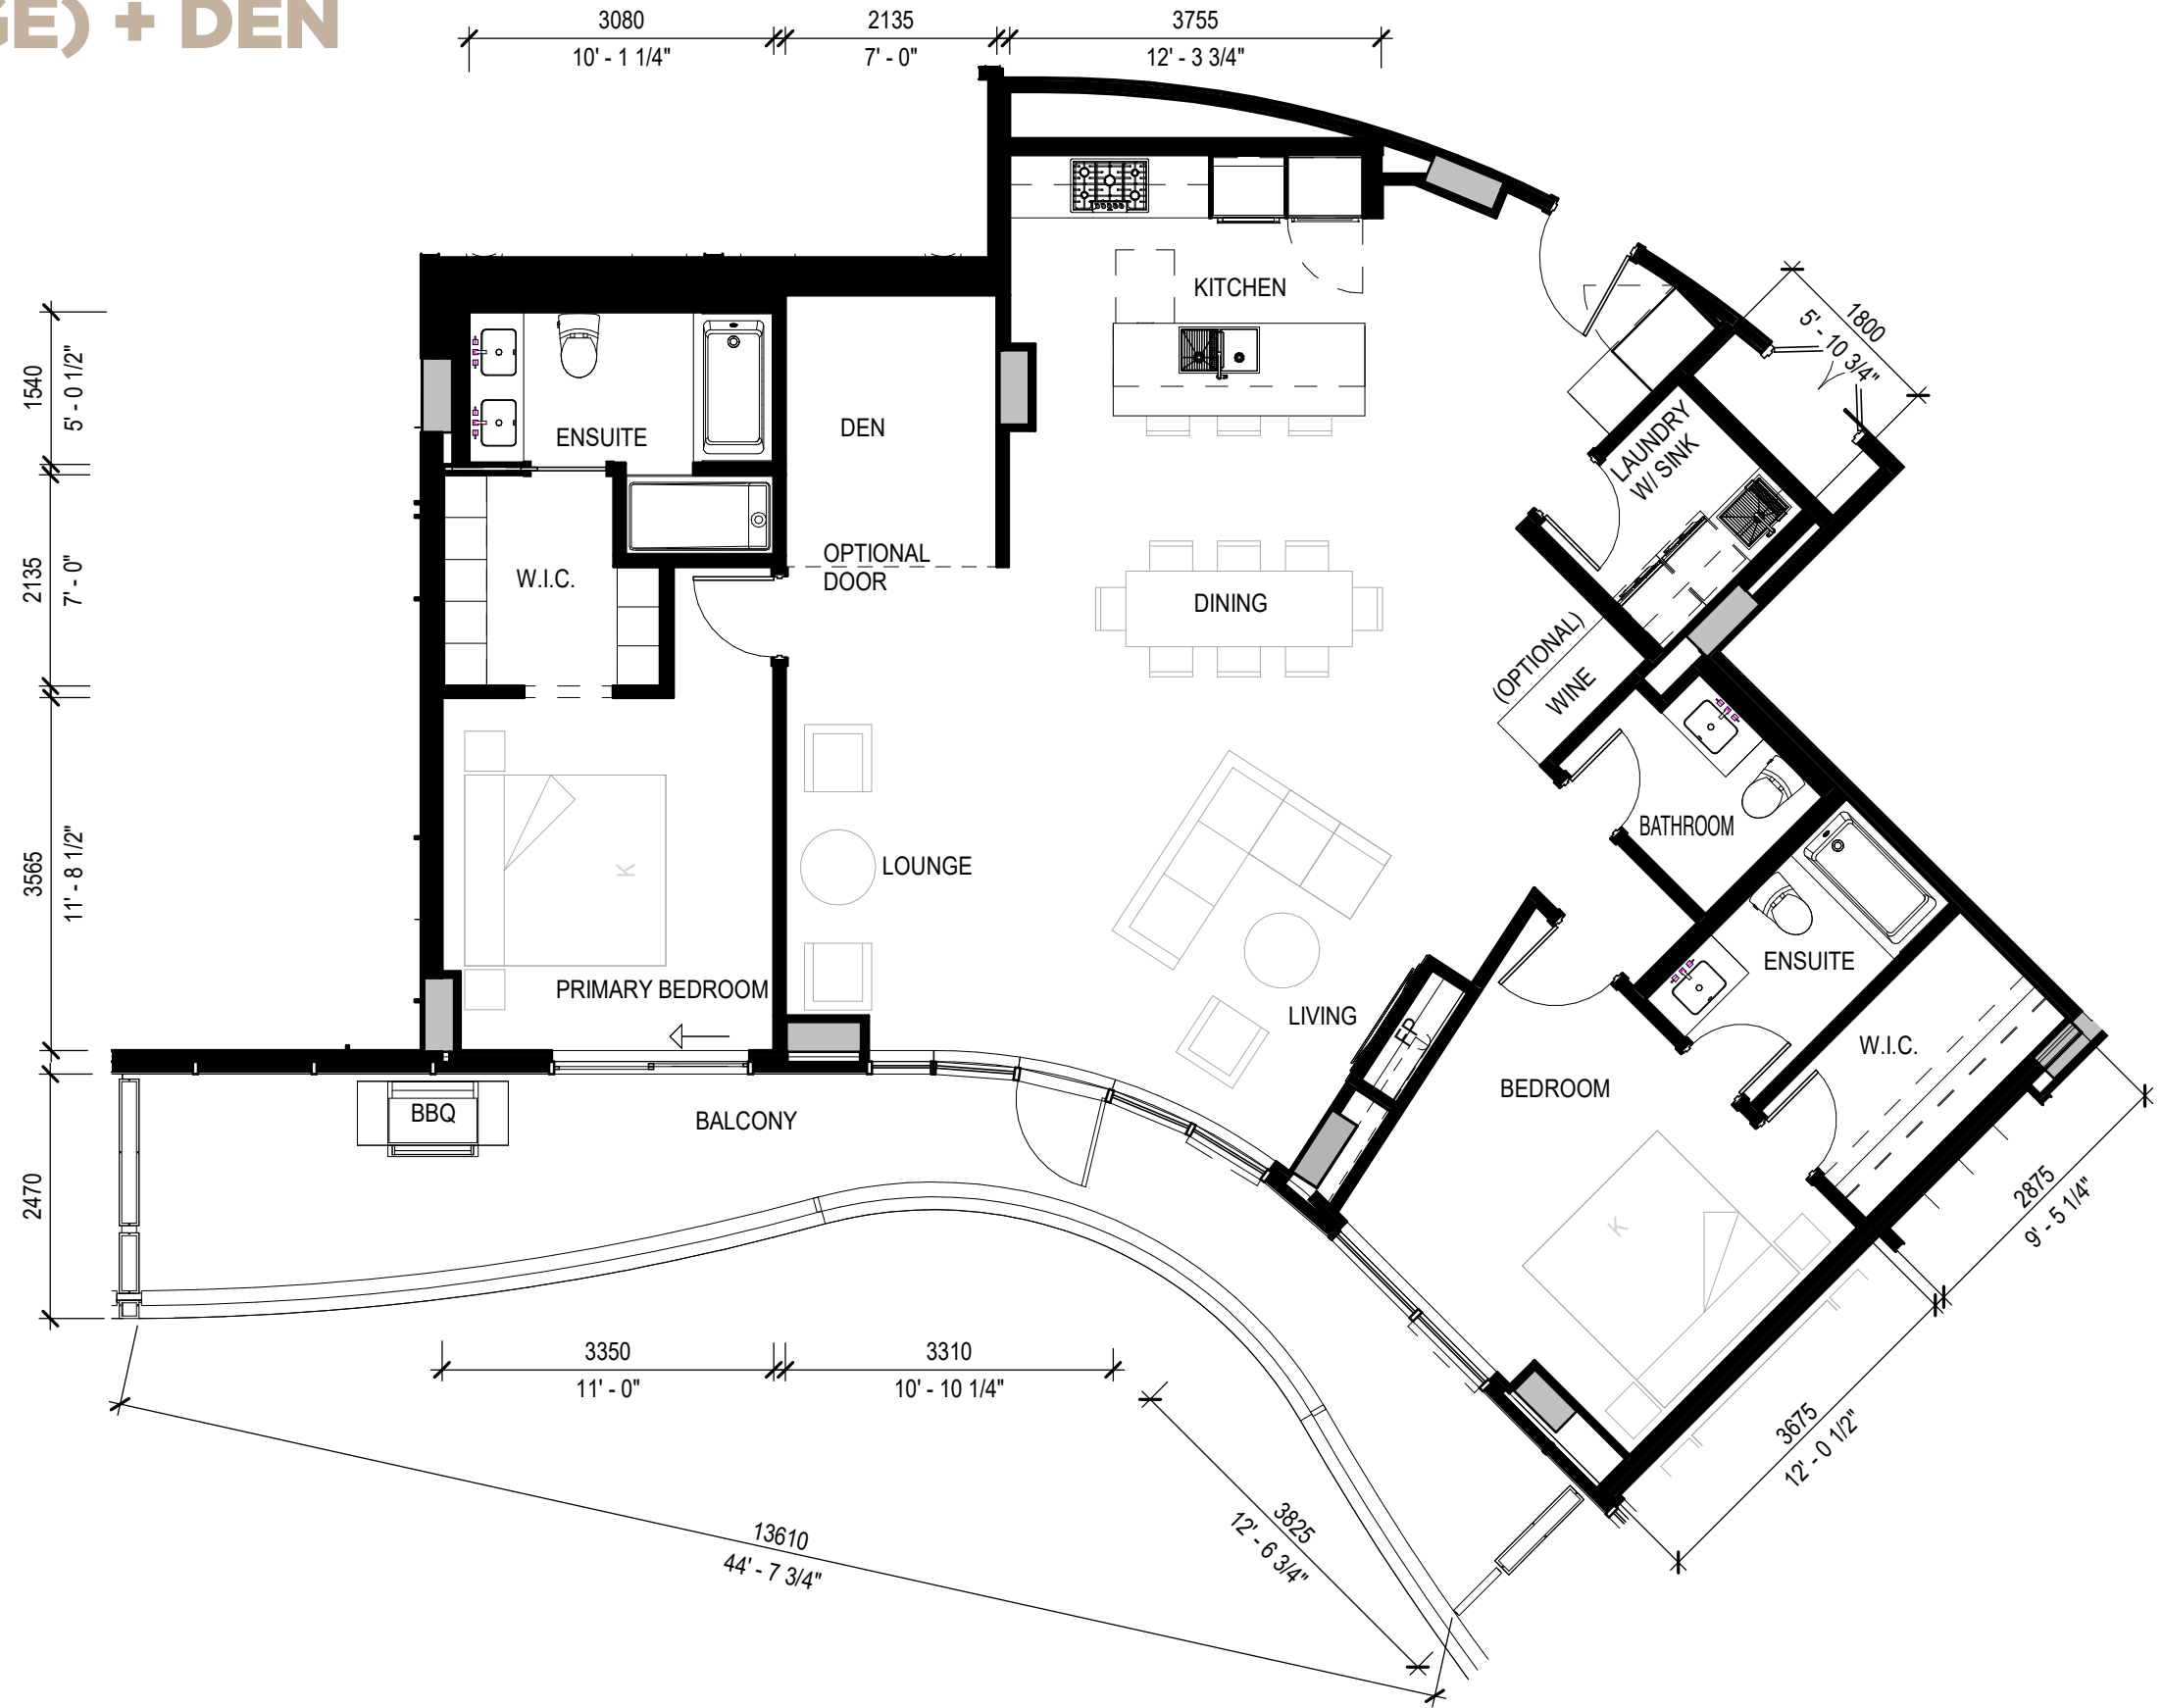 GE) + DEN
3080
10' - 1 1/4"
2135
7' - 0"
3755
12' - 3 3/4"
1800
5' - 10 3/4"
1540
5' - 0 1/2"
2135
7' - 0"
3565
11' - 8 1/2"
2470
KITCHEN
ENSUITE
DEN
LAUNDRY
W/ SINK
OPTIONAL
DOOR
W.I.C.
DINING
(OPTIONAL)
WINE
BATHROOM
LOUNGE
K
PRIMARY BEDROOM
ENSUITE
LIVING
FP
W.I.C.
BEDROOM
BBQ
BALCONY
K
2875
9' - 5 1/4"
3675
12' - 0 1/2"
3350
11' - 0"
3310
10' - 10 1/4"
3825
12' - 6 3/4"
13610
44' - 7 3/4"